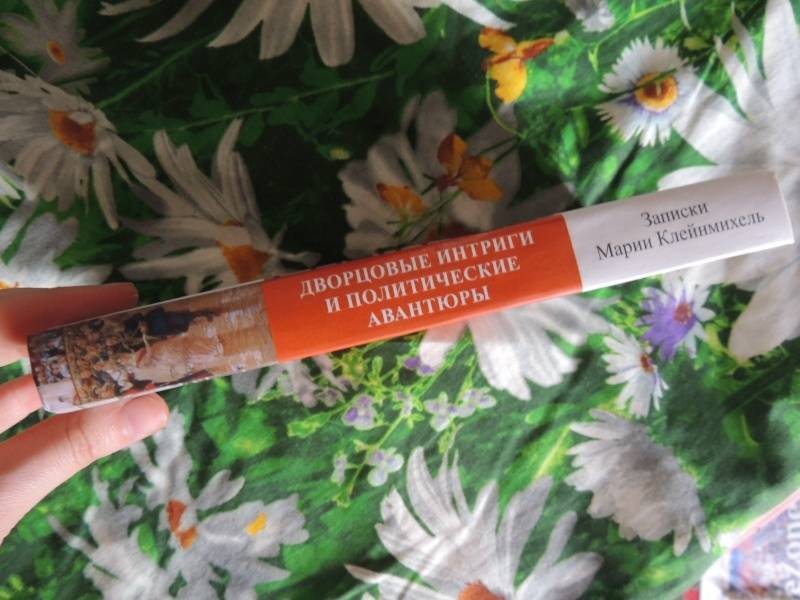 Записки
Марии Клейнмихель
ДВОРЦОВЫЕ ИНТРИГИ
И ПОЛИТИЧЕСКИЕ
АВАНТЮРЫ